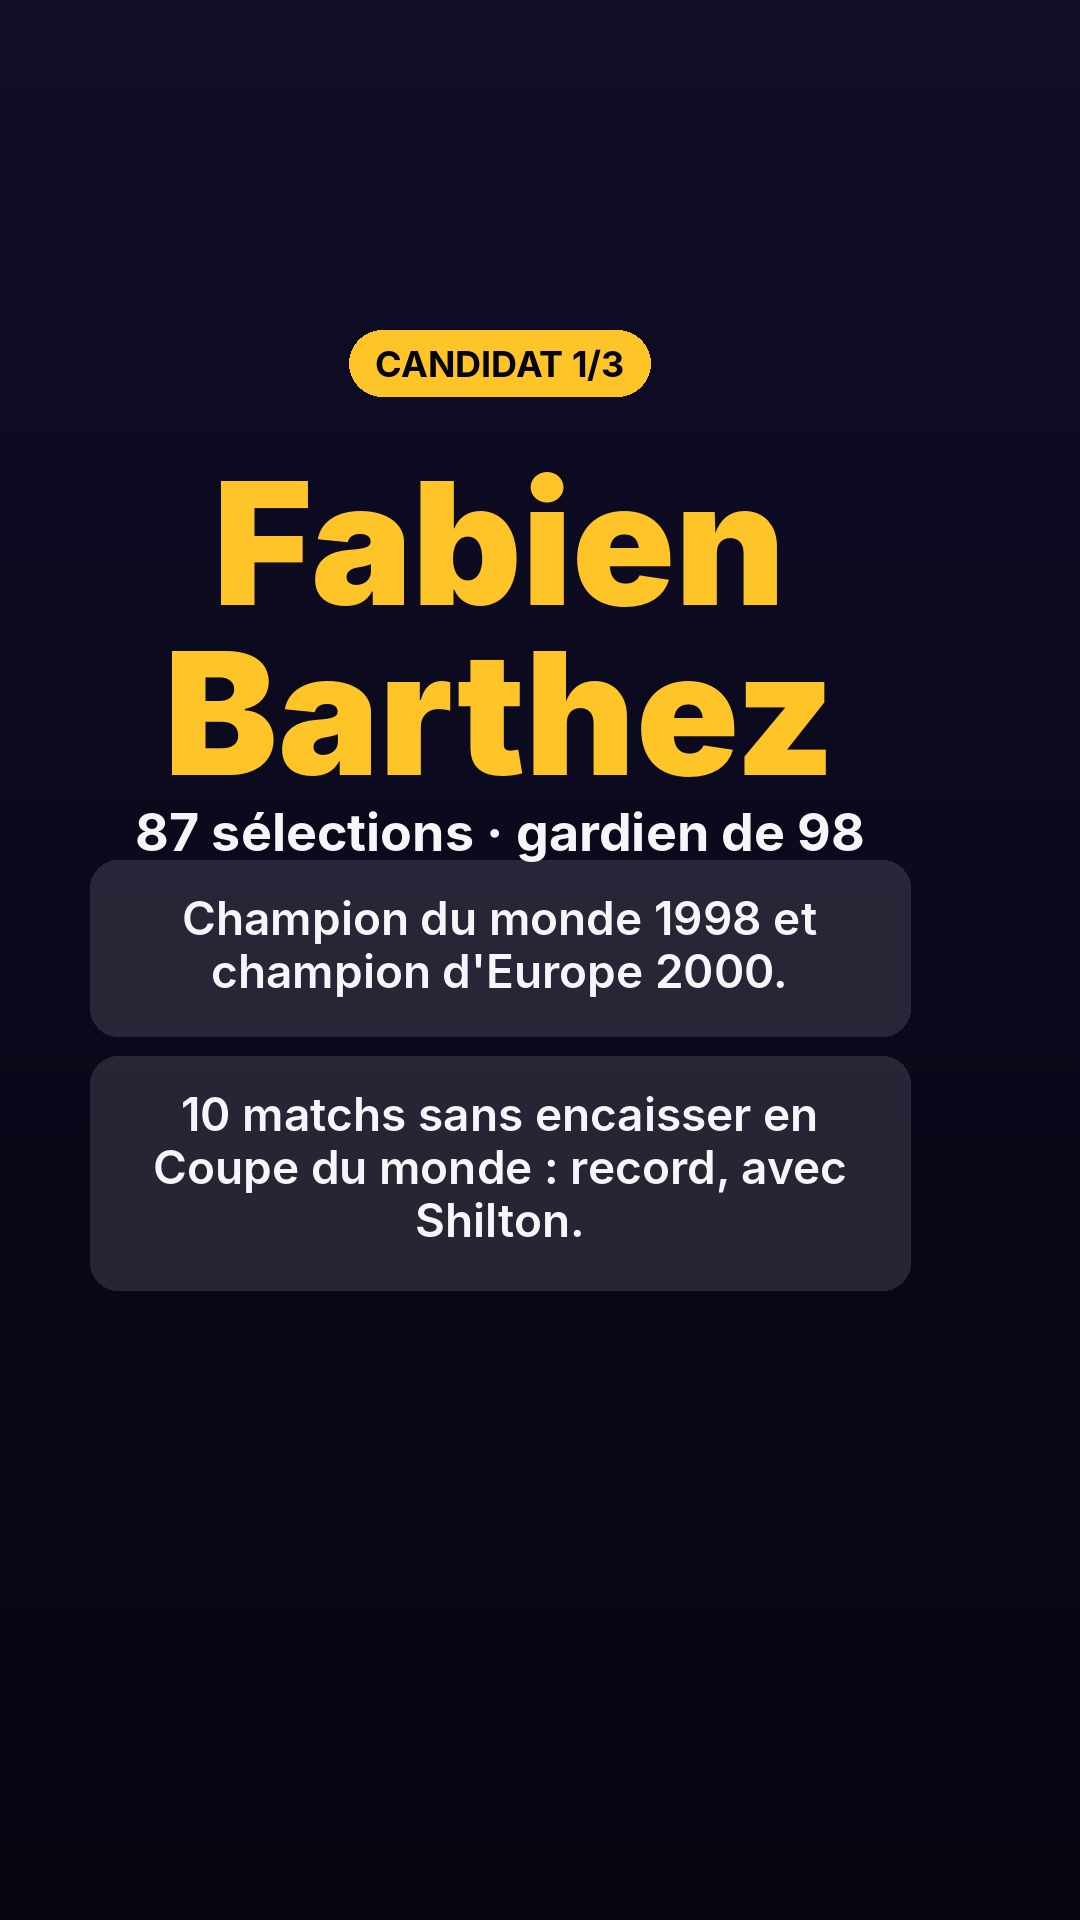 CANDIDAT 1/3
Fabien
Barthez
87 sélections · gardien de 98
Champion du monde 1998 et
champion d'Europe 2000.
10 matchs sans encaisser en
Coupe du monde : record, avec
Shilton.